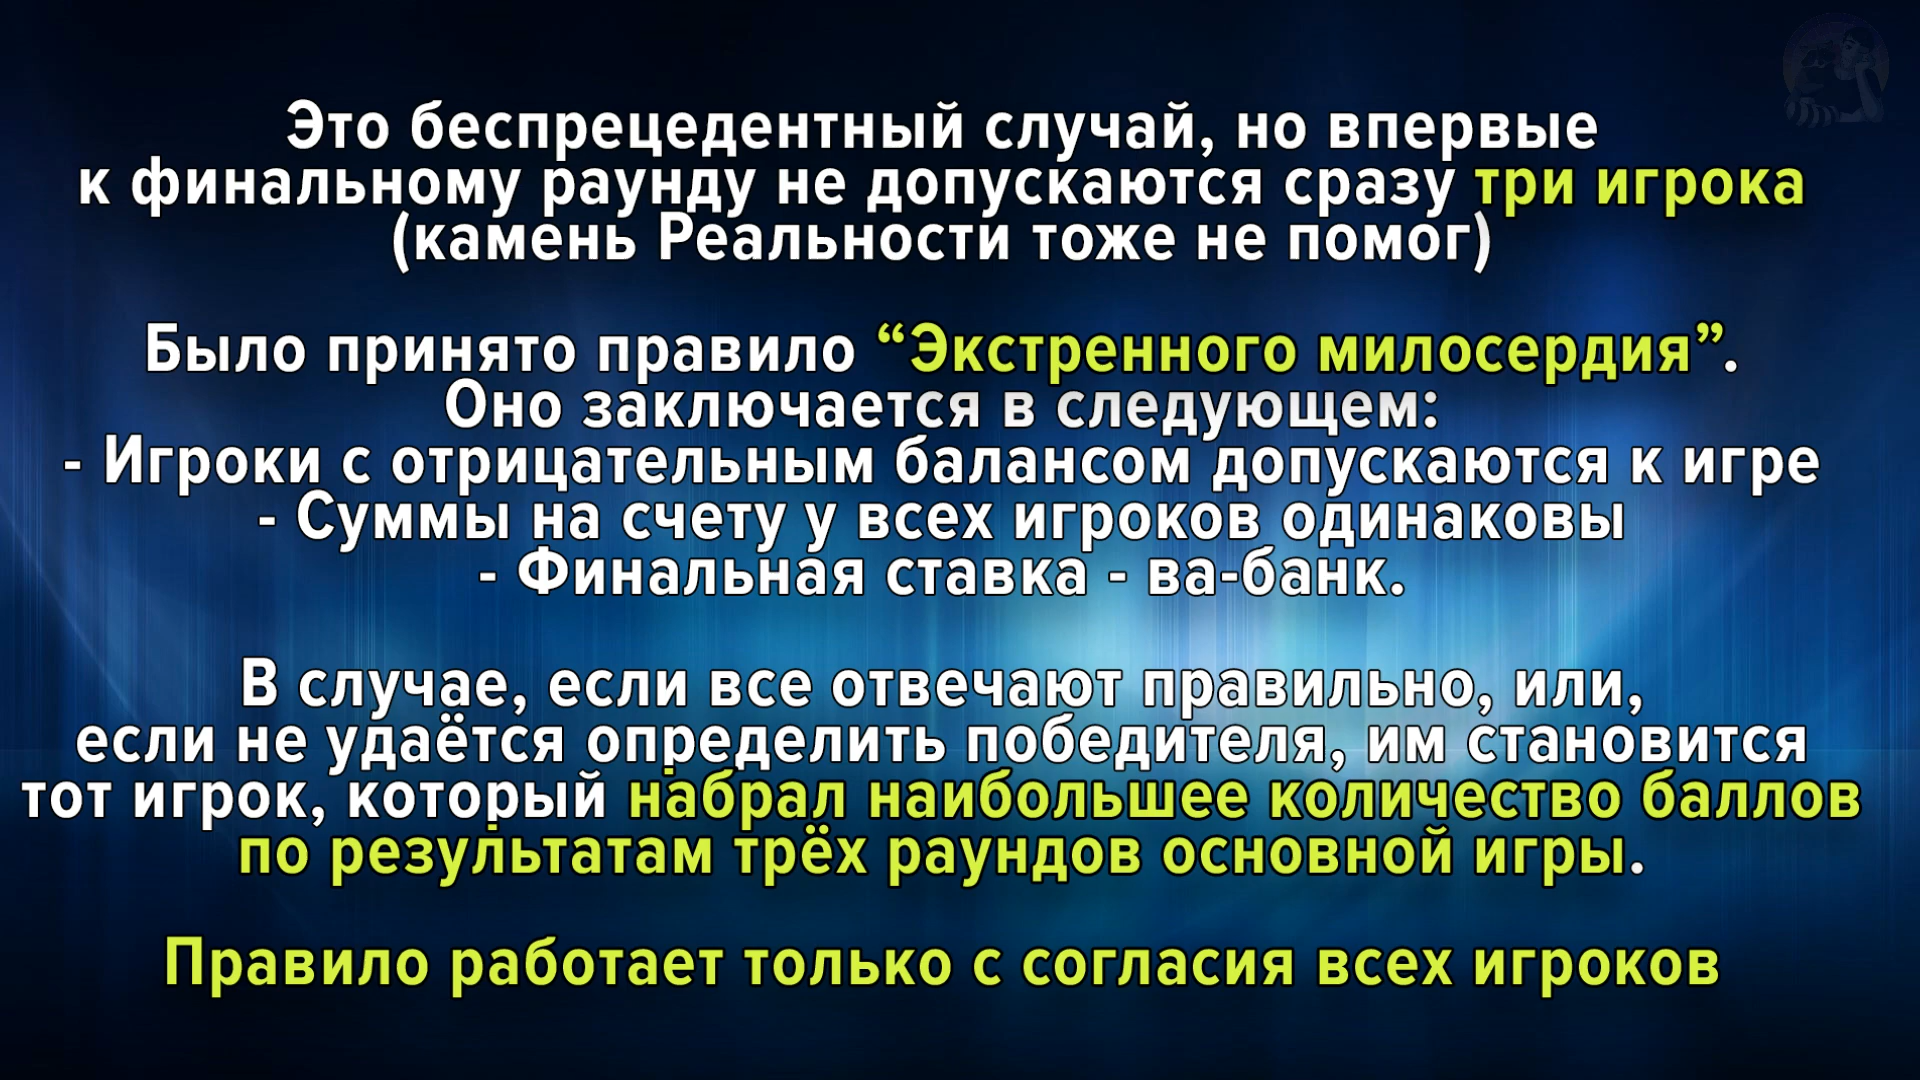 Это беспрецедентный случай, но впервые
к финальному раунду не допускаются сразу три игрока
(камень Реальности тоже не помог)
Было принято правило “Экстренного милосердия”.
Оно заключается в следующем:
- Игроки с отрицательным балансом допускаются к игре
- Суммы на счету у всех игроков одинаковы
- Финальная ставка - ва-банк.
В случае, если все отвечают правильно, или,
если не удаётся определить победителя, им становится
тот игрок, который набрал наибольшее количество баллов
по результатам трёх раундов основной игры.
Правило работает только с согласия всех игроков